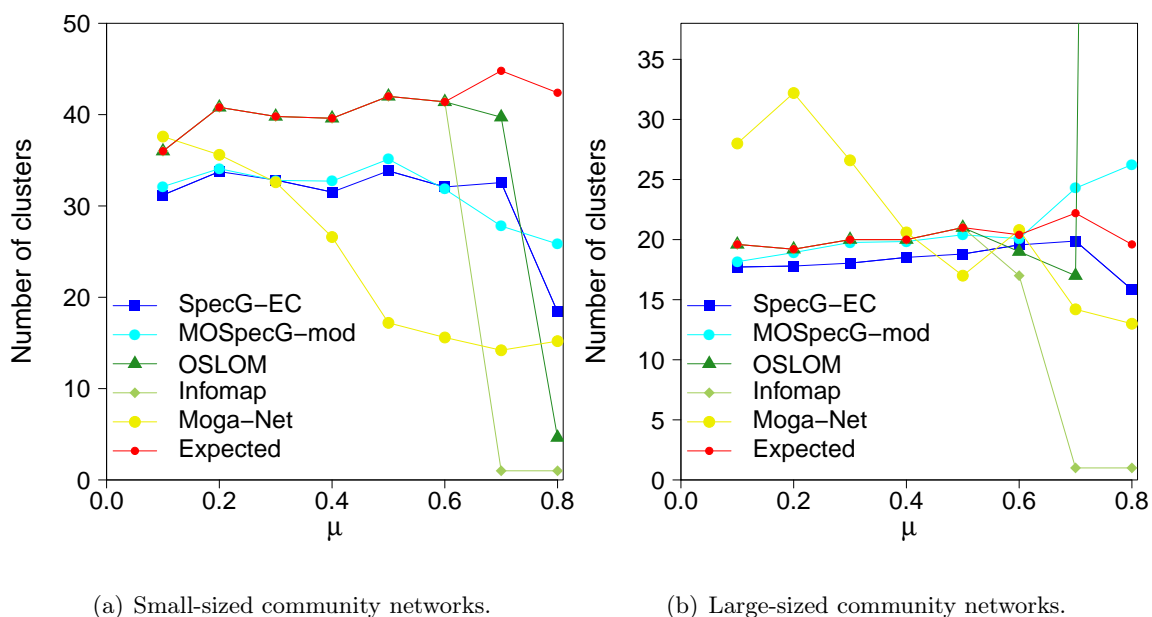 50
40
30
20
10
0
Number of clusters
SpecG−EC
MOSpecG−mod
OSLOM
Infomap
Moga−Net
Expected
0.0 0.2 0.4 0.6 0.8
μ
(a) Small-sized community networks.
35
30
25
20
15
10
5
0
Number of clusters
SpecG−EC
MOSpecG−mod
OSLOM
Infomap
Moga−Net
Expected
0.0 0.2 0.4 0.6 0.8
μ
(b) Large-sized community networks.